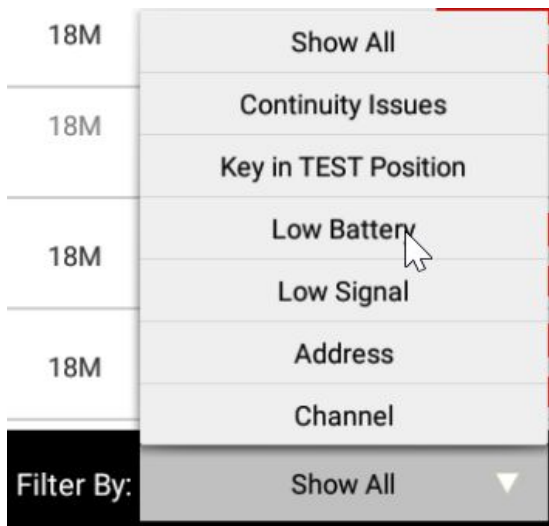 18M
Show All
Continuity Issues
18M
Key in TEST Position
Low Battery
18M
Low Signal
Address
18M
Channel
Filter By: Show All